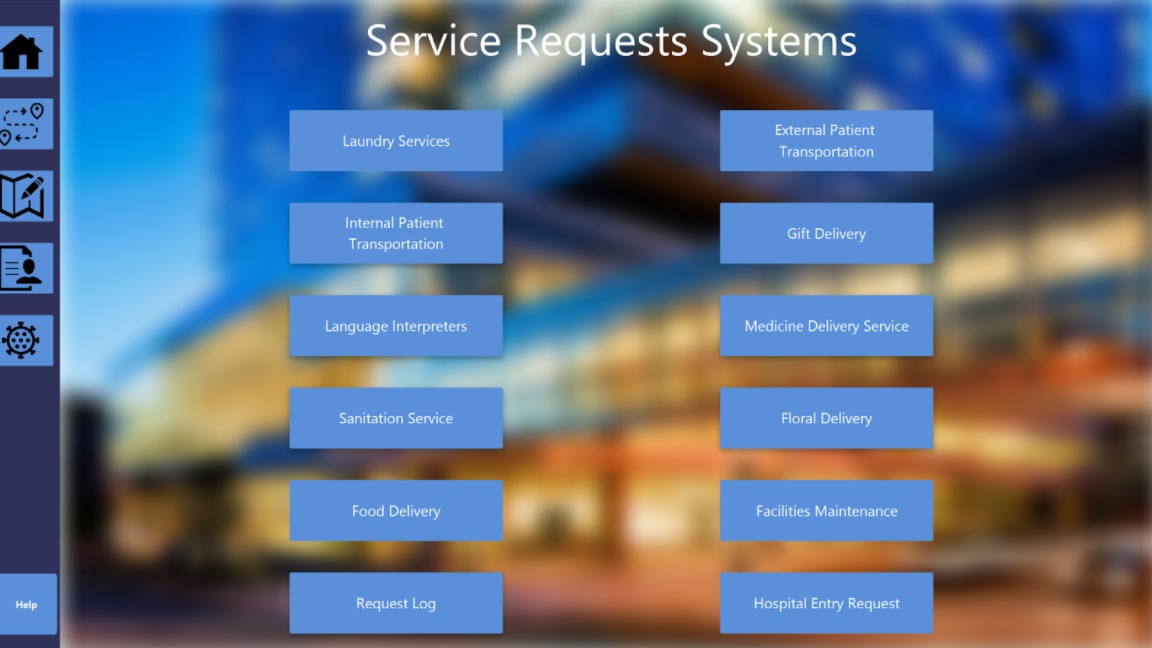 Service Requests Systems
Laundry Services
External Patient
Transportation
Internal Patient
Transportation
Gift Delivery
Language Interpreters
Medicine Delivery Service
Sanitation Service
Floral Delivery
Food Delivery
Facilities Maintenance
Request Log
Hospital Entry Request
Help